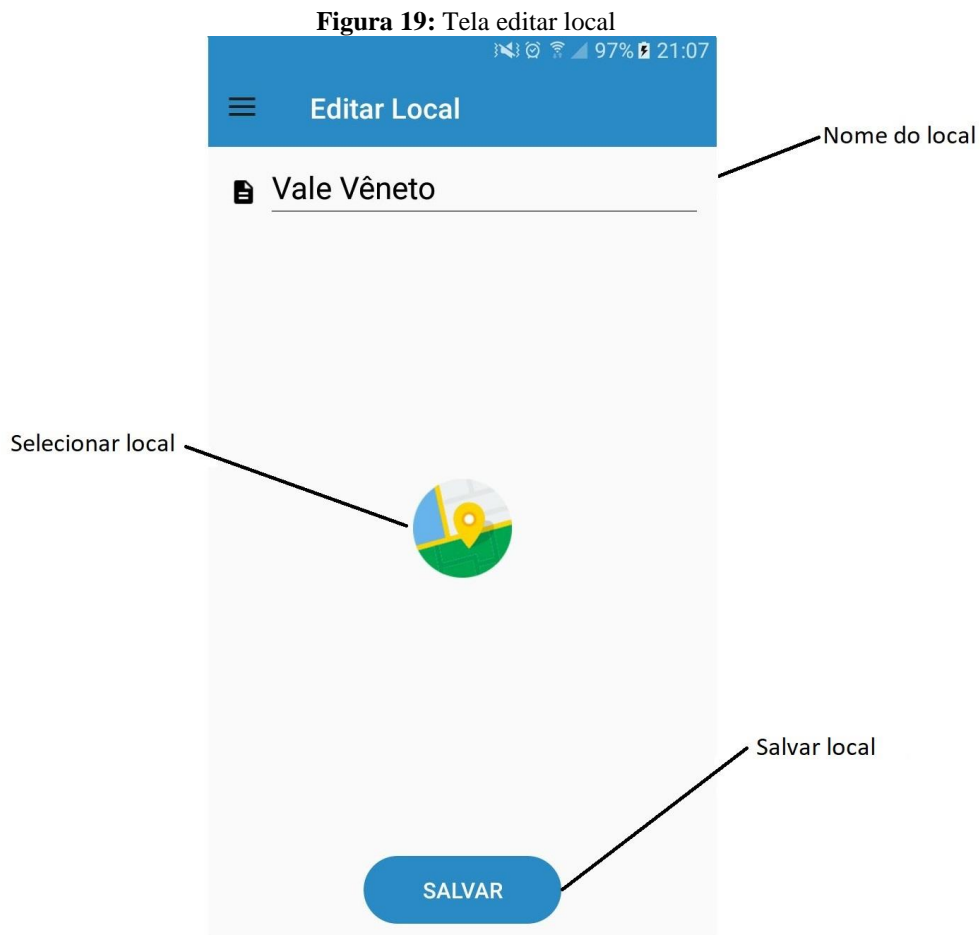 Figura 19: Tela editar local
97% 21:07
Editar Local
Nome do local
Vale Vêneto
Selecionar local
Salvar local
SALVAR